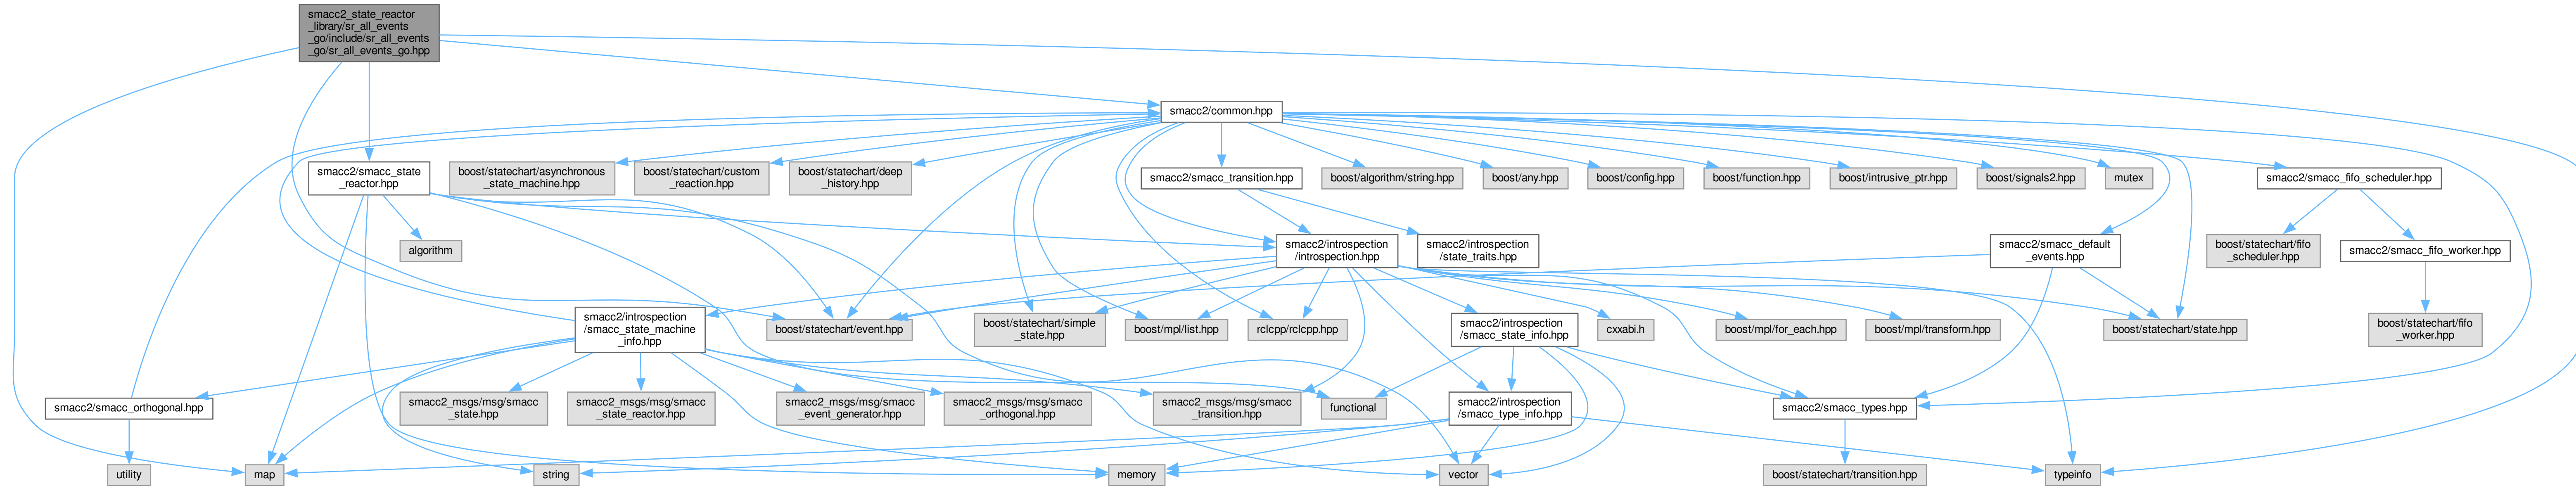 smacc2_state_reactor
_library/sr_all_events
_go/include/sr_all_events
_go/sr_all_events_go.hpp
smacc2/common.hpp
smacc2/smacc_state
_reactor.hpp
boost/statechart/asynchronous
_state_machine.hpp
boost/statechart/custom
_reaction.hpp
boost/statechart/deep
_history.hpp
smacc2/smacc_transition.hpp
boost/algorithm/string.hpp
boost/any.hpp
boost/config.hpp
boost/function.hpp
boost/intrusive_ptr.hpp
boost/signals2.hpp
mutex
smacc2/smacc_fifo_scheduler.hpp
algorithm
smacc2/introspection
/introspection.hpp
smacc2/introspection
/state_traits.hpp
smacc2/smacc_default
_events.hpp
boost/statechart/fifo
_scheduler.hpp
smacc2/smacc_fifo_worker.hpp
smacc2/introspection
/smacc_state_machine
_info.hpp
boost/statechart/event.hpp
boost/statechart/simple
_state.hpp
boost/mpl/list.hpp
rclcpp/rclcpp.hpp
smacc2/introspection
/smacc_state_info.hpp
cxxabi.h
boost/mpl/for_each.hpp
boost/mpl/transform.hpp
boost/statechart/state.hpp
boost/statechart/fifo
_worker.hpp
smacc2/smacc_orthogonal.hpp
smacc2_msgs/msg/smacc
_state.hpp
smacc2_msgs/msg/smacc
_state_reactor.hpp
smacc2_msgs/msg/smacc
_event_generator.hpp
smacc2_msgs/msg/smacc
_orthogonal.hpp
smacc2_msgs/msg/smacc
_transition.hpp
functional
smacc2/introspection
/smacc_type_info.hpp
smacc2/smacc_types.hpp
utility
map
string
memory
vector
boost/statechart/transition.hpp
typeinfo